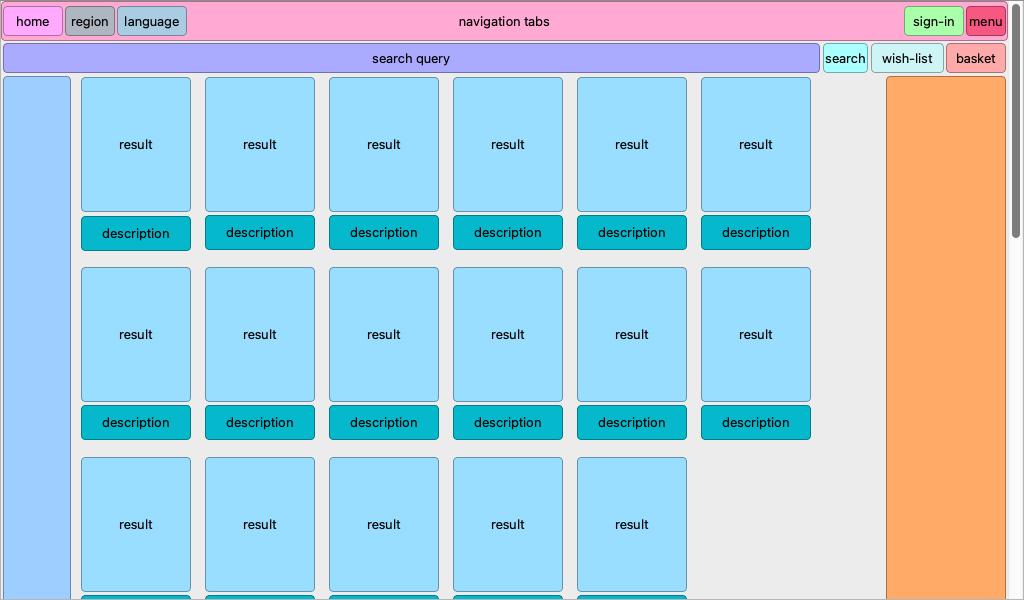 home region language navigation tabs sign-in menu
search query search wish-list basket
result result result result result result
description description description description description description
result result result result result result
description description description description description description
result result result result result